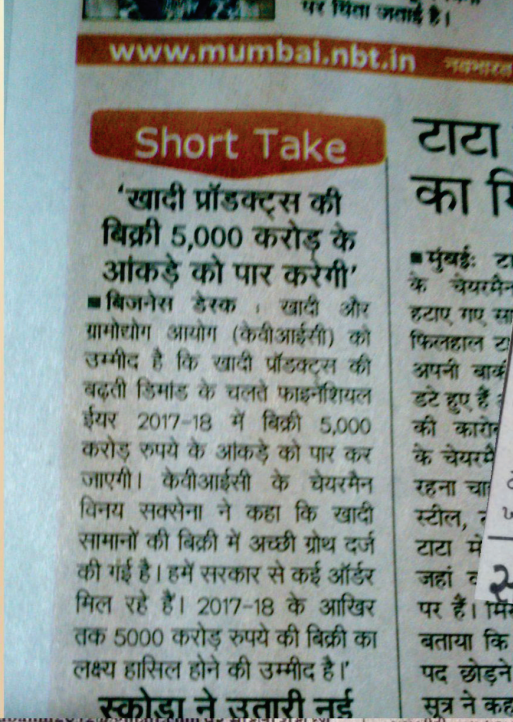 पर चिंता जताई है।
www.mumbai.nbt.in नवभारत
Short Take
'खादी प्रॉडक्ट्स की
बिक्री 5,000 करोड़ के
आंकड़े को पार करेगी'
■ बिजनेस डेस्क । खादी और
ग्रामोद्योग आयोग (केवीआईसी) को
उम्मीद है कि खादी प्रॉडक्ट्स की
बढ़ती डिमांड के चलते फाइनेंशियल
ईयर 2017-18 में बिक्री 5,000
करोड़ रुपये के आंकड़े को पार कर
जाएगी। केवीआईसी के चेयरमैन
विनय सक्सेना ने कहा कि खादी
सामानों की बिक्री में अच्छी ग्रोथ दर्ज
की गई है। हमें सरकार से कई ऑर्डर
मिल रहे हैं। 2017-18 के आखिर
तक 5000 करोड़ रुपये की बिक्री का
लक्ष्य हासिल होने की उम्मीद है।'
स्कोडा ने उतारी नई
टाटा
का
■ मुंबई:
के चेयरमैन
हटाए गए
फिलहाल
अपनी
डटे हुए हैं
की
के
रहना
स्टील,
टाटा में
जहां
पर हैं।
बताया कि
पद छोड़ने
सूत्र ने